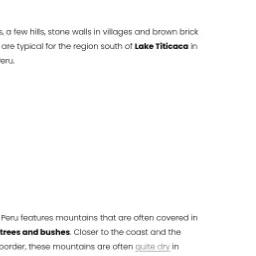 s, a few hills, stone walls in villages and brown brick
are typical for the region south of Lake Titicaca in
eru.
Peru features mountains that are often covered in
trees and bushes. Closer to the coast and the
border, these mountains are often quite dry in